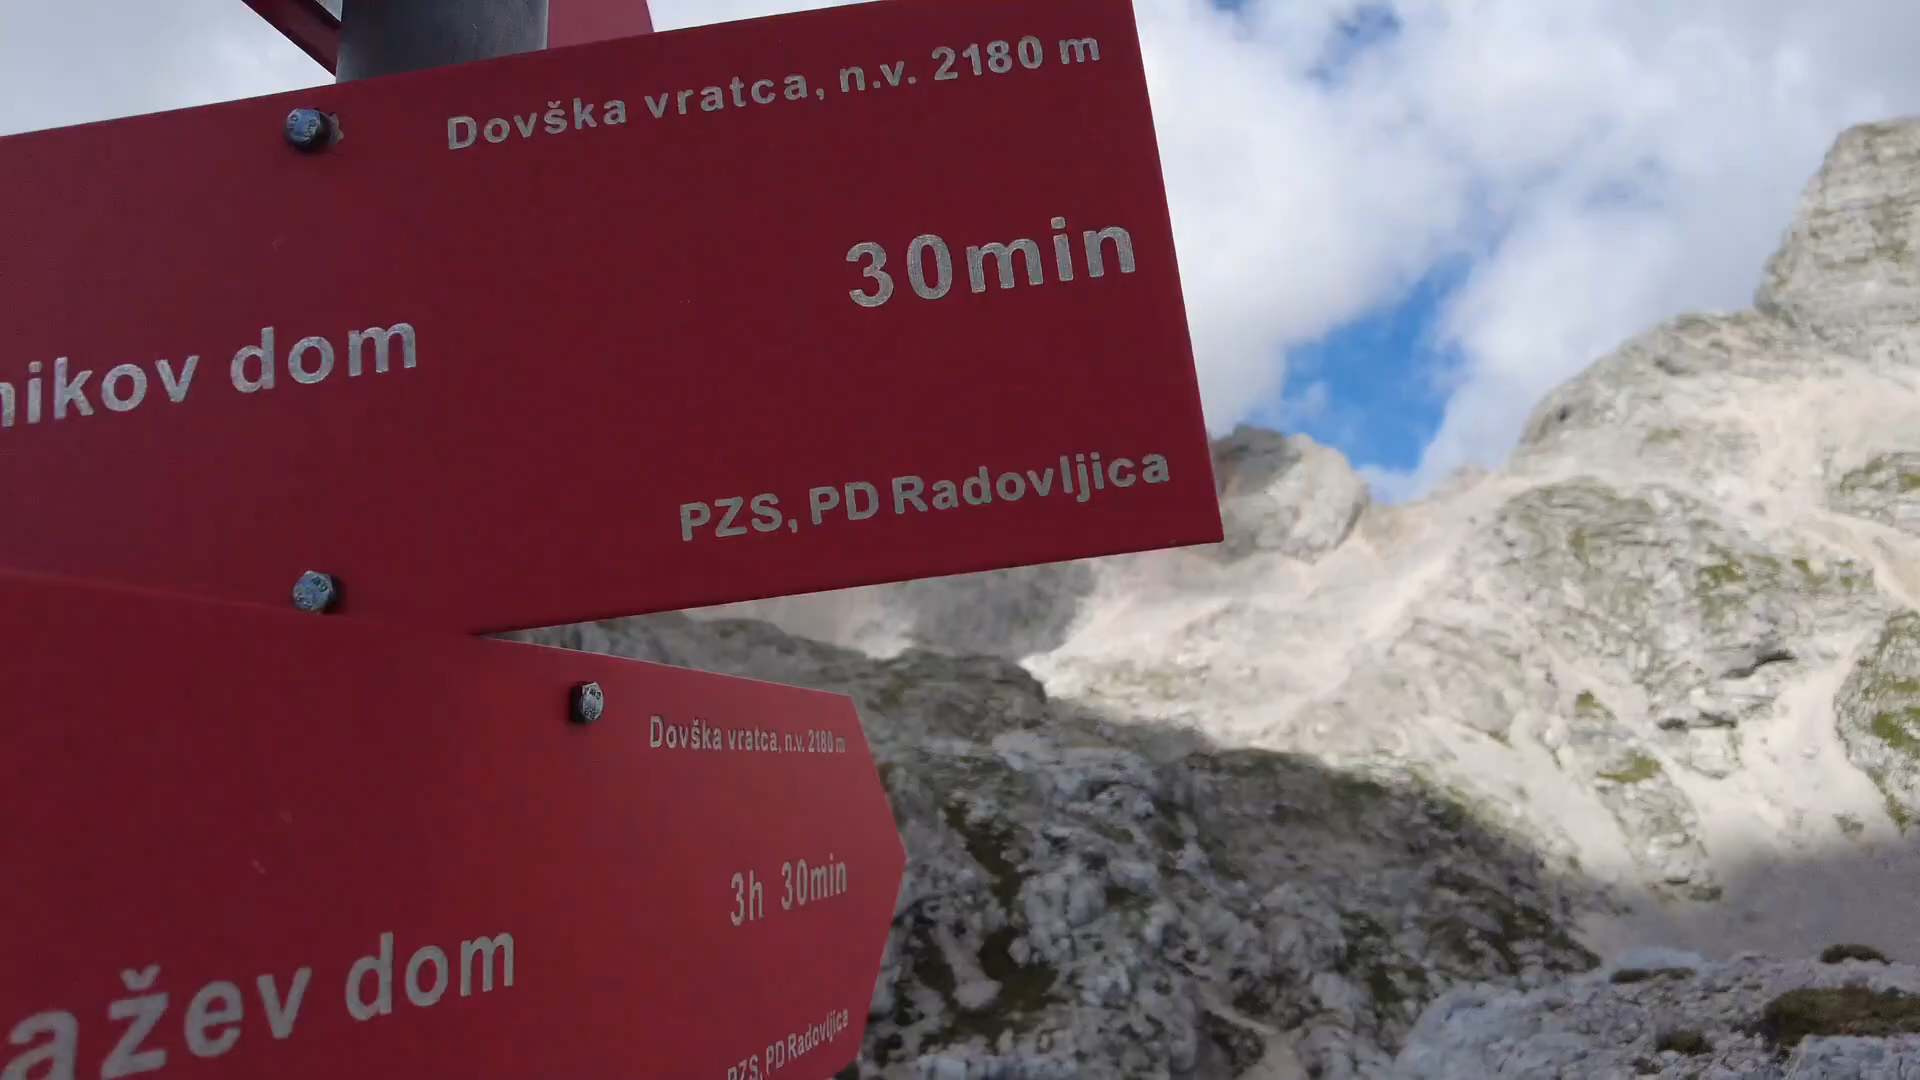 Dovška vratca, n.v. 2180 m
30min
nikov dom
PZS, PD Radovljica
Dovška vratca, n.v. 2180 m
3h 30min
ažev dom
PZS, PD Radovljica